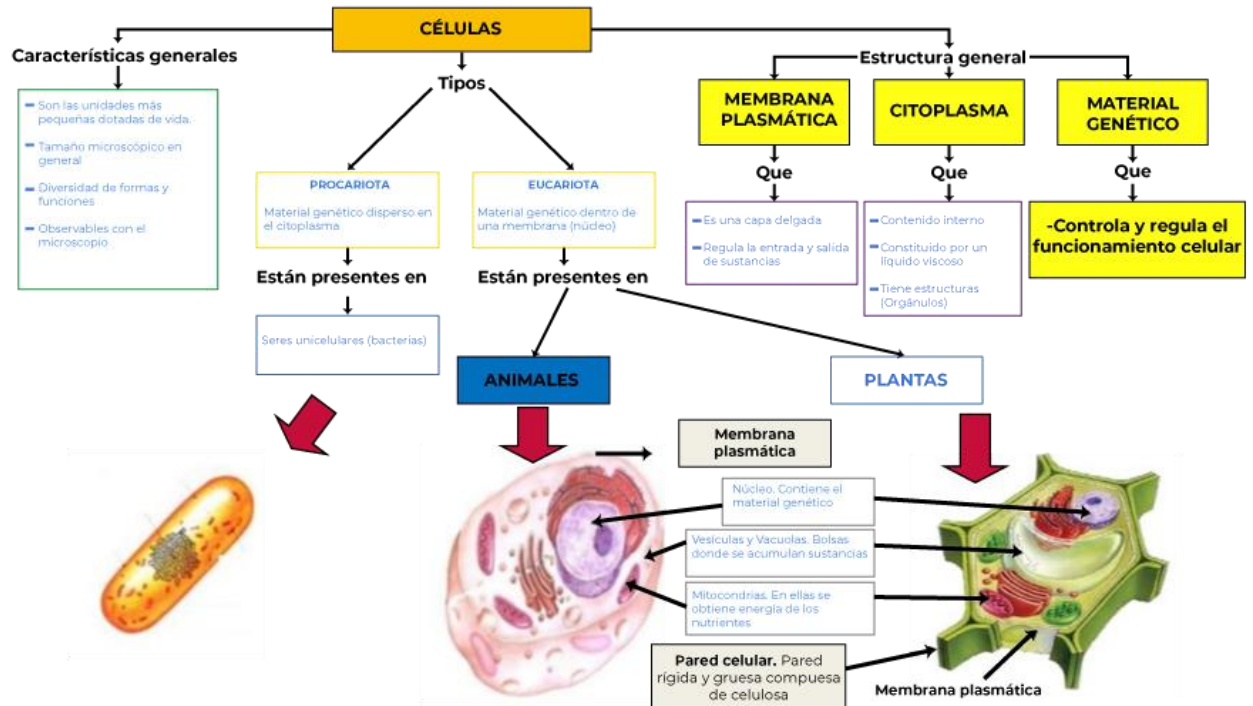 CÉLULAS
Características generales
Son las unidades más
pequeñas dotadas de vida.
Tamaño microscópico en
general
Diversidad de formas y
funciones
Observables con el
microscopio
Tipos
PROCARIOTA
Material genético disperso en
el citoplasma
Están presentes en
Seres unicelulares (bacterias)
EUCARIOTA
Material genético dentro de
una membrana (núcleo)
Están presentes en
ANIMALES
PLANTAS
Estructura general
MEMBRANA
PLASMÁTICA
Que
Es una capa delgada
Regula la entrada y salida
de sustancias
CITOPLASMA
Que
Contenido interno
Constituido por un
líquido viscoso
Tiene estructuras
(Orgánulos)
MATERIAL
GENÉTICO
Que
-Controla y regula el
funcionamiento celular
Membrana
plasmática
Núcleo. Contiene el
material genético
Vesículas y Vacuolas. Bolsas
donde se acumulan sustancias
Mitocondrias. En ellas se
obtiene energía de los
nutrientes
Pared celular. Pared
rígida y gruesa compuesa
de celulosa
Membrana plasmática